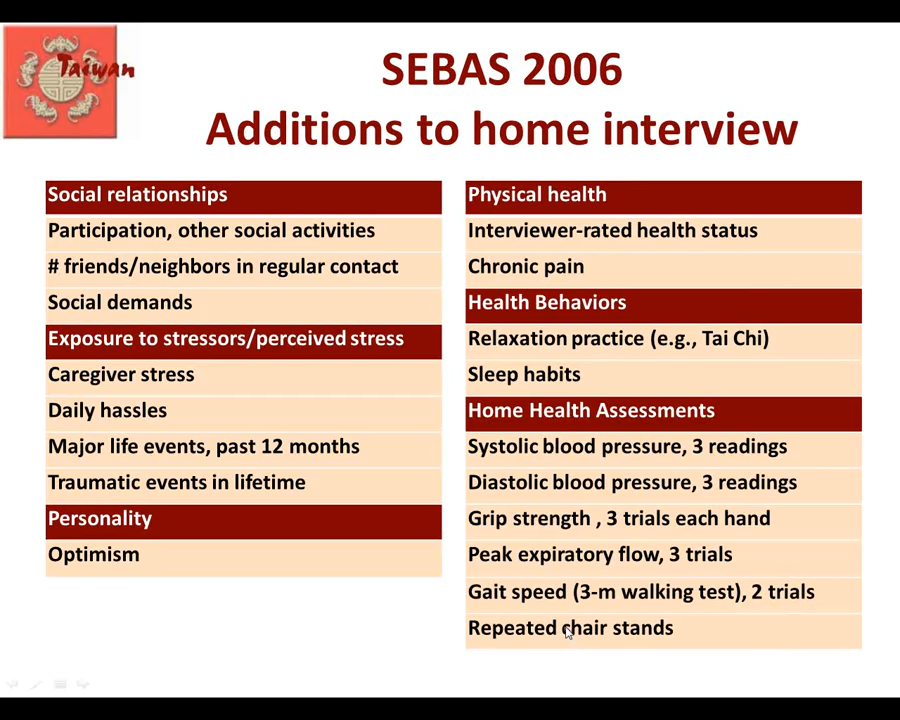 Taiwan
SEBAS 2006
Additions to home interview
Social relationships
Participation, other social activities
# friends/neighbors in regular contact
Social demands
Exposure to stressors/perceived stress
Caregiver stress
Daily hassles
Major life events, past 12 months
Traumatic events in lifetime
Personality
Optimism
Physical health
Interviewer-rated health status
Chronic pain
Health Behaviors
Relaxation practice (e.g., Tai Chi)
Sleep habits
Home Health Assessments
Systolic blood pressure, 3 readings
Diastolic blood pressure, 3 readings
Grip strength , 3 trials each hand
Peak expiratory flow, 3 trials
Gait speed (3-m walking test), 2 trials
Repeated chair stands